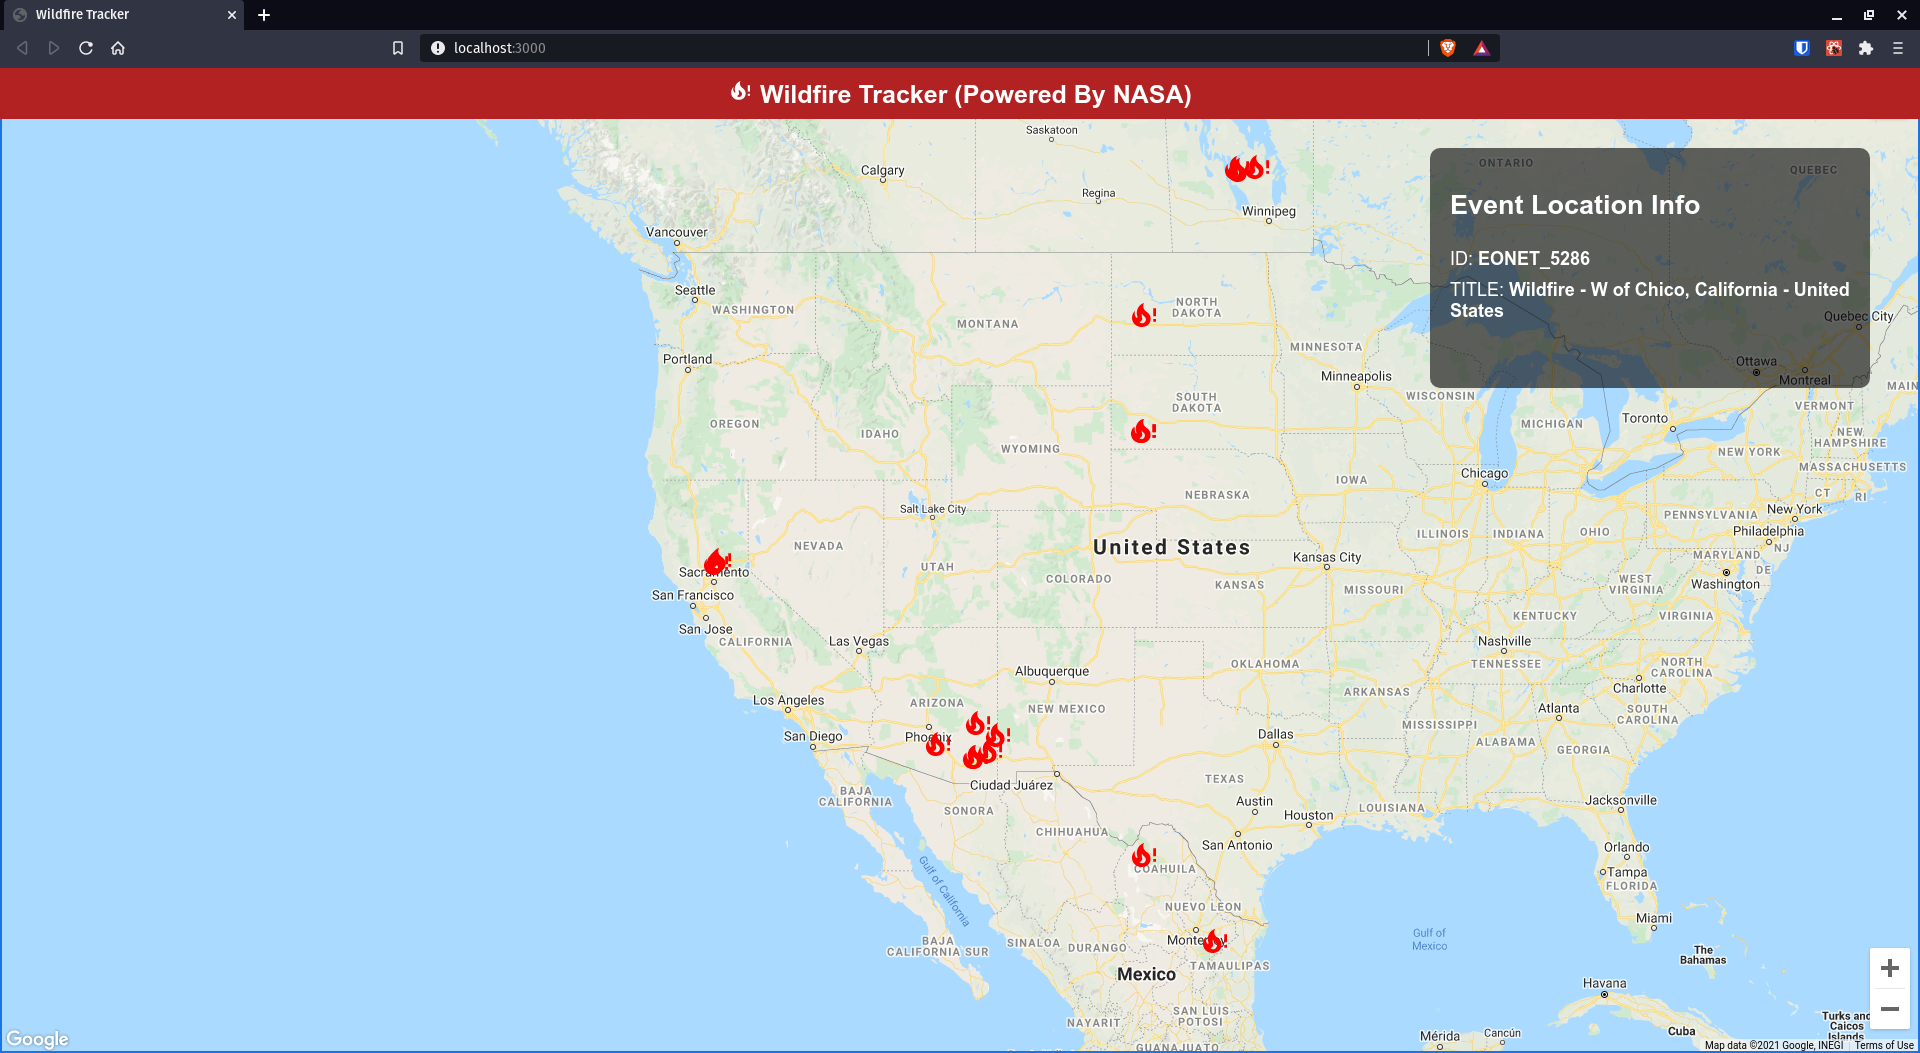 Wildfire Tracker
localhost:3000
Wildfire Tracker (Powered By NASA)
Saskatoon
Calgary
Regina
Winnipeg
ONTARIO
QUEBEC
Event Location Info
ID: EONET_5286
TITLE: Wildfire - W of Chico, California - United
States
Vancouver
Seattle
WASHINGTON
MONTANA
NORTH
DAKOTA
MINNESOTA
Quebec City
Portland
Minneapolis
Ottawa
Montreal
MAIN
SOUTH
DAKOTA
WISCONSIN
VERMONT
OREGON
IDAHO
MICHIGAN
Toronto
NEW
HAMPSHIRE
WYOMING
NEW YORK
MASSACHUSETTS
Chicago
IOWA
NEBRASKA
CT
RI
Salt Lake City
New York
PENNSYLVANIA
Philadelphia
NEVADA
United States
ILLINOIS
INDIANA
OHIO
NJ
MARYLAND
Kansas City
UTAH
COLORADO
KANSAS
MISSOURI
WEST
VIRGINIA
DE
Washington
Sacramento
San Francisco
San Jose
CALIFORNIA
Las Vegas
KENTUCKY
VIRGINIA
Nashville
TENNESSEE
OKLAHOMA
NORTH
CAROLINA
Albuquerque
Charlotte
ARKANSAS
Los Angeles
ARIZONA
NEW MEXICO
Atlanta
SOUTH
CAROLINA
MISSISSIPPI
San Diego
Phoenix
Dallas
ALABAMA
GEORGIA
TEXAS
Ciudad Juárez
BAJA
CALIFORNIA
SONORA
Austin
Houston
LOUISIANA
Jacksonville
CHIHUAHUA
San Antonio
Orlando
COAHUILA
Tampa
FLORIDA
Gulf of California
NUEVO LEON
Miami
Monterrey
Gulf of
Mexico
BAJA
CALIFORNIA SUR
SINALOA
DURANGO
The
Bahamas
TAMAULIPAS
Mexico
Havana
SAN LUIS
POTOSI
NAYARIT
Turks and
Caicos
Islands
Cuba
Mérida
Cancún
GUANAJUATO
Google
Map data ©2021 Google, INEGI
Terms of Use